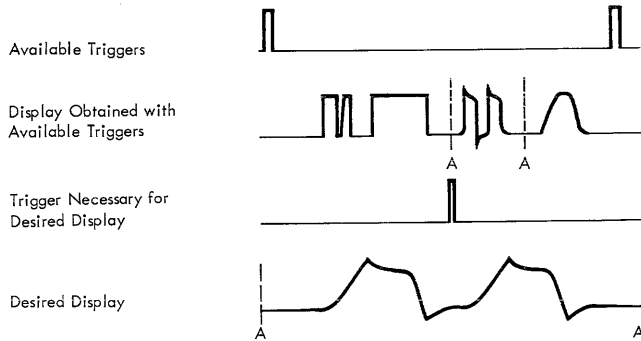 Available Triggers
Display Obtained with
Available Triggers
A A
Trigger Necessary for
Desired Display
Desired Display
A A